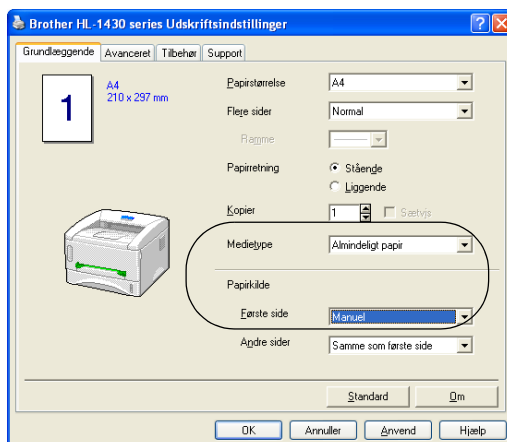 Brother HL-1430 series Udskriftsindstillinger
Grundlæggende Avanceret Tilbehør Support
1
A4
210 x 297 mm
Papirstørrelse A4
Flere sider Normal
Ramme
Papirretning Stående
Liggende
Kopier 1 Sætvis
Medietype Almindeligt papir
Papirkilde
Første side Manuel
Andre sider Samme som første side
Standard Om
OK Annuller Anvend Hjælp